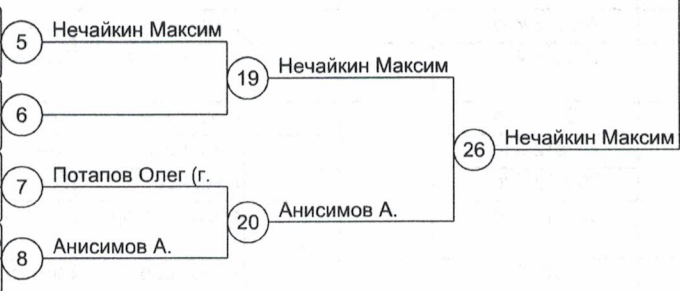 5 Нечайкин Максим
19 Нечайкин Максим
6
26 Нечайкин Максим
7 Потапов Олег (г.
20 Анисимов А.
8 Анисимов А.